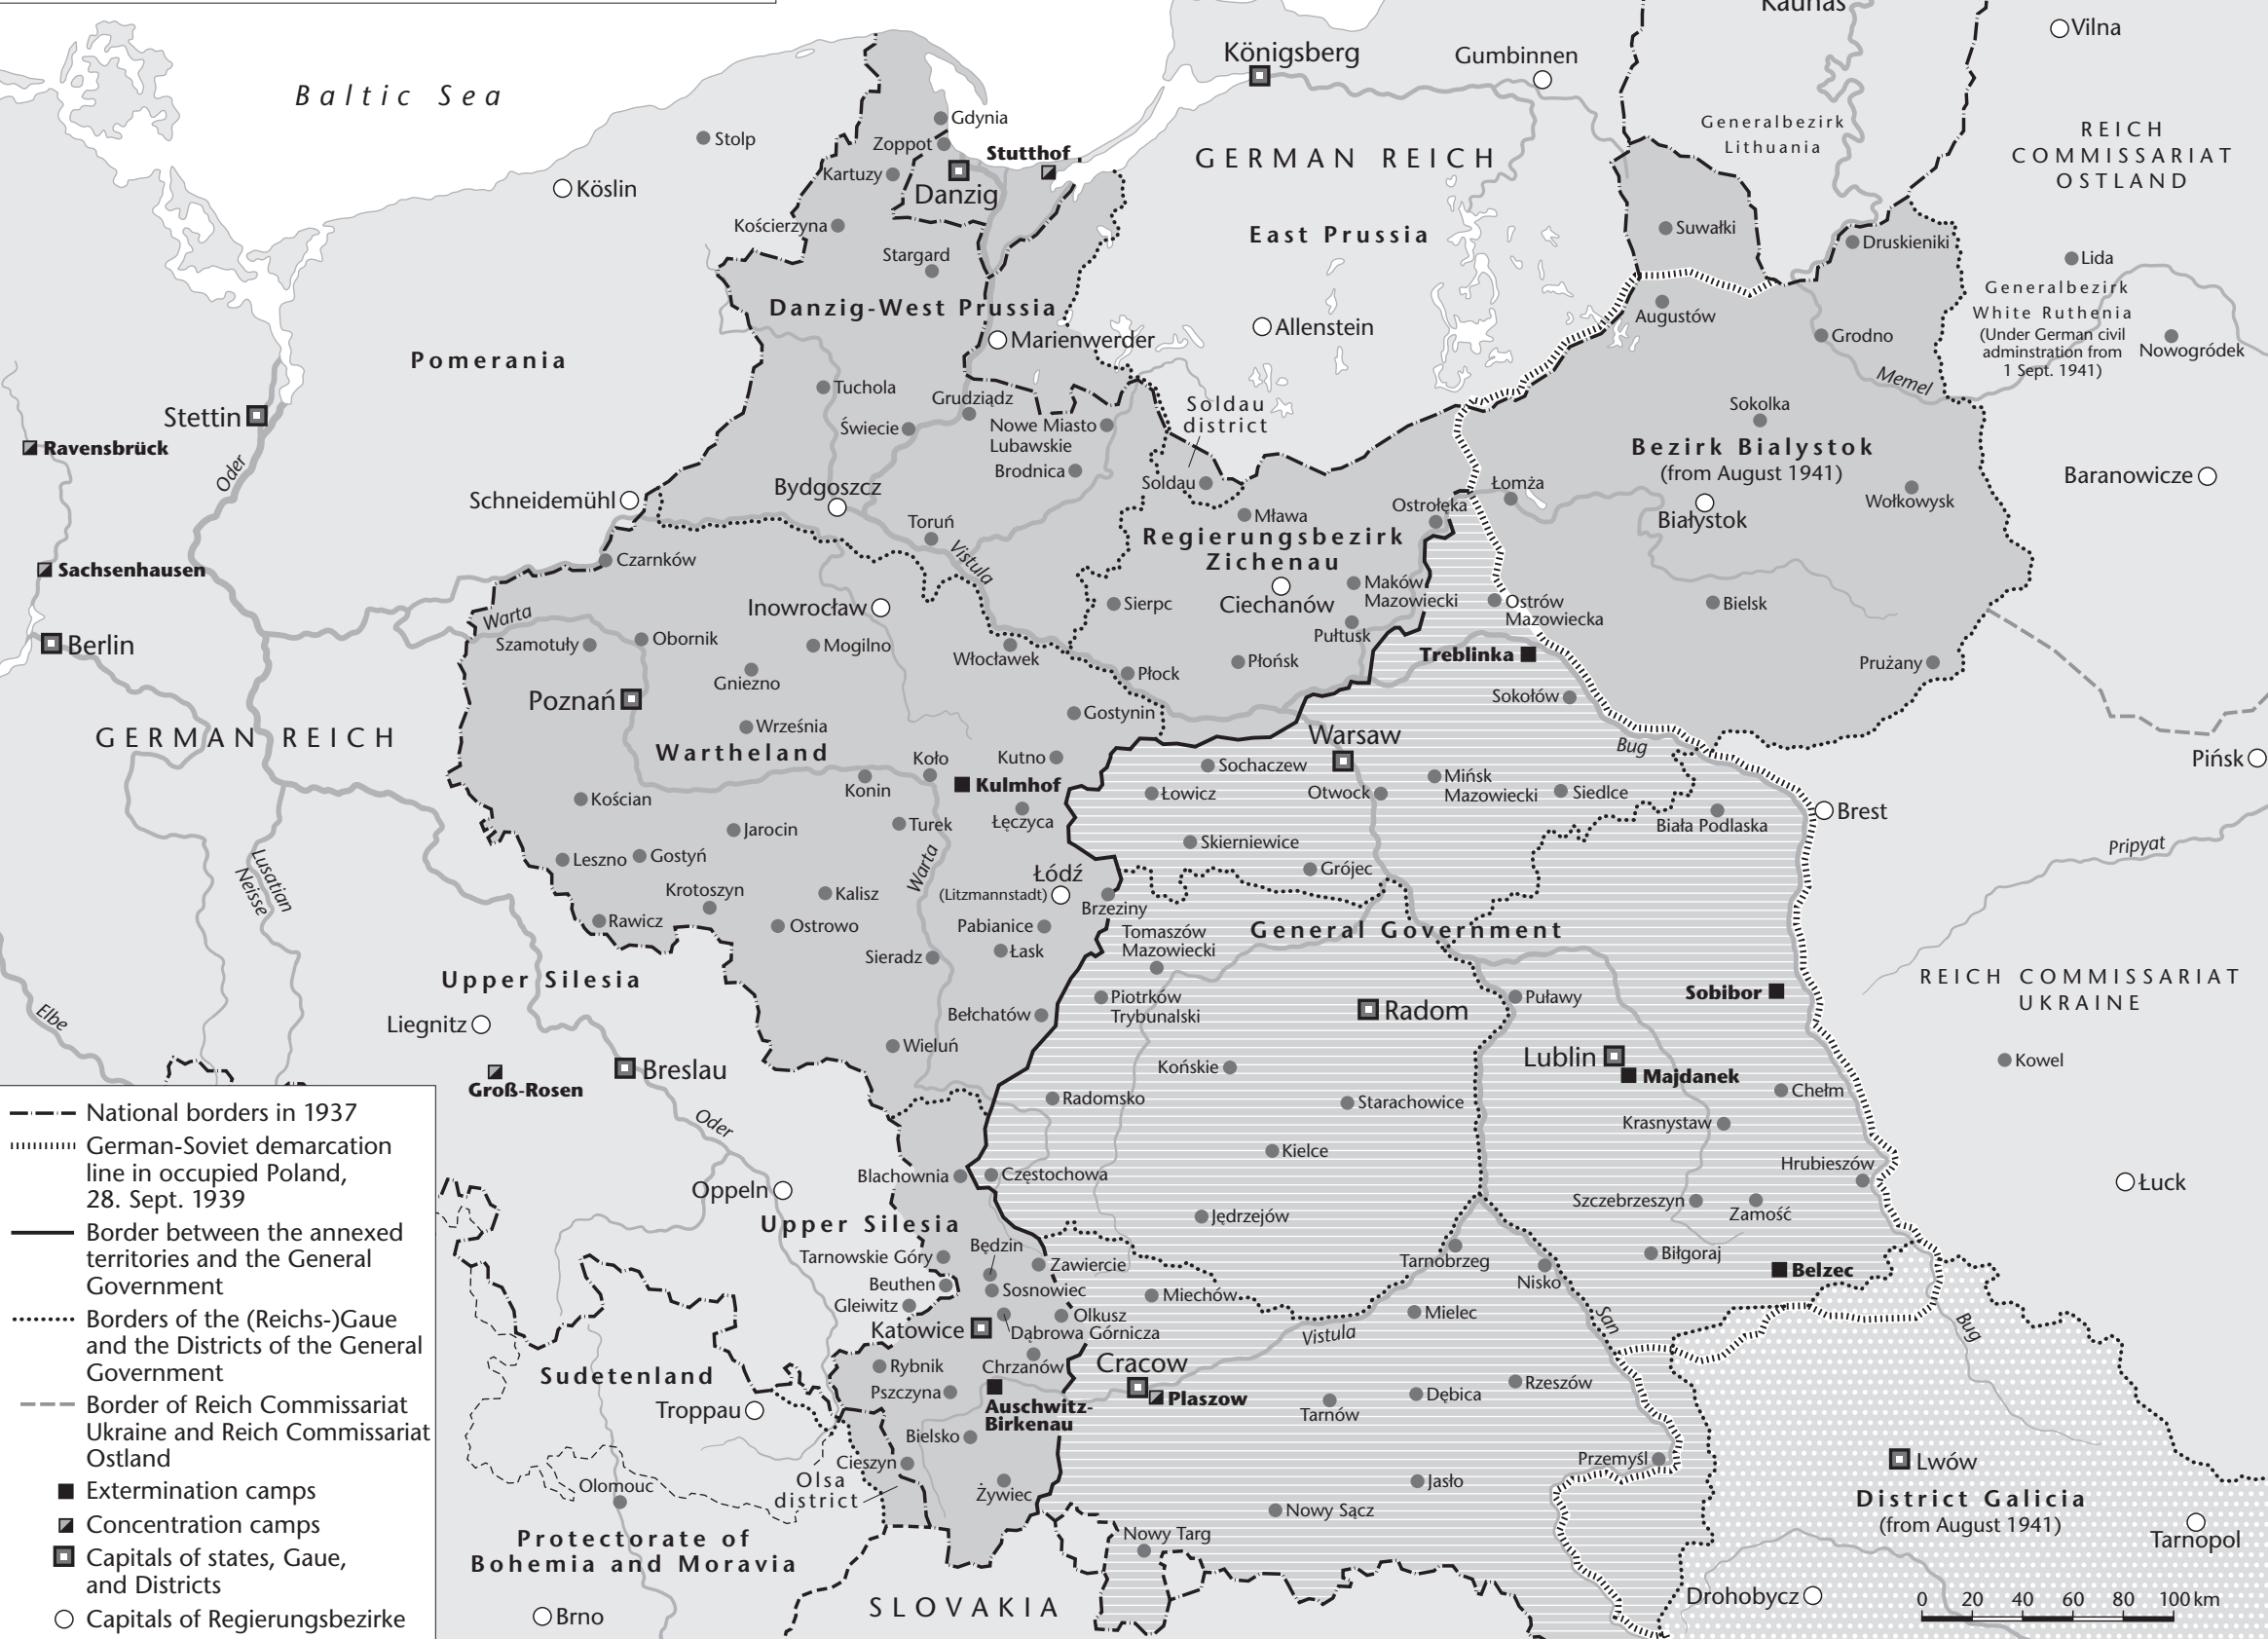 Kaunas
Vilna
Königsberg
Gumbinnen
Baltic Sea
Gdynia
Stolp
Zoppot
Stutthof
Generalbezirk
Lithuania
REICH
COMMISSARIAT
OSTLAND
GERMAN REICH
Kartuzy
Danzig
Köslin
Kościerzyna
East Prussia
Suwałki
Druskieniki
Stargard
Lida
Generalbezirk
White Ruthenia
(Under German civil
adminstration from
1 Sept. 1941)
Danzig-West Prussia
Augustów
Allenstein
Marienwerder
Grodno
Nowogródek
Pomerania
Memel
Tuchola
Grudziądz
Soldau
district
Sokolka
Stettin
Świecie
Nowe Miasto
Lubawskie
Bezirk Bialystok
(from August 1941)
Ravensbrück
Oder
Brodnica
Soldau
Łomża
Baranowicze
Schneidemühl
Bydgoszcz
Ostrołęka
Wołkowysk
Białystok
Toruń
Mława
Regierungsbezirk
Zichenau
Vistula
Czarnków
Sachsenhausen
Maków
Mazowiecki
Inowrocław
Sierpc
Ciechanów
Ostrów
Mazowiecka
Bielsk
Warta
Berlin
Szamotuły
Obornik
Mogilno
Pułtusk
Włocławek
Płońsk
Treblinka
Prużany
Gniezno
Płock
Poznań
Sokołów
Gostynin
Września
GERMAN REICH
Wartheland
Warsaw
Bug
Koło
Kutno
Sochaczew
Pińsk
Konin
Kulmhof
Łowicz
Otwock
Mińsk
Mazowiecki
Siedlce
Kościan
Łęczyca
Biała Podlaska
Brest
Jarocin
Turek
Skierniewice
Pripyat
Leszno
Gostyń
Warta
Grójec
Lusatian
Neisse
Krotoszyn
Kalisz
Łódź
(Litzmannstadt)
Brzeziny
Rawicz
Ostrowo
Pabianice
Tomaszów
Mazowiecki
General Government
Sieradz
Łask
Upper Silesia
REICH COMMISSARIAT
UKRAINE
Sobibor
Elbe
Liegnitz
Bełchatów
Piotrków
Trybunalski
Radom
Puławy
Wieluń
Lublin
Kowel
Groß-Rosen
Breslau
Końskie
Majdanek
Chełm
Radomsko
Starachowice
Krasnystaw
Oder
Kielce
Hrubieszów
Oppeln
Blachownia
Częstochowa
Łuck
Szczebrzeszyn
Zamość
Upper Silesia
Jędrzejów
Będzin
Tarnowskie Góry
Zawiercie
Tarnobrzeg
Biłgoraj
Nisko
Belzec
Beuthen
Sosnowiec
Miechów
Gleiwitz
Olkusz
Mielec
San
Bug
Katowice
Dąbrowa Górnicza
Vistula
Rybnik
Chrzanów
Cracow
Sudetenland
Pszczyna
Plaszow
Dębica
Rzeszów
Troppau
Auschwitz-
Birkenau
Tarnów
Bielsko
Cieszyn
Przemyśl
Lwów
Olsa
district
Olomouc
Żywiec
Jasło
District Galicia
(from August 1941)
Nowy Sącz
Tarnopol
Protectorate of
Bohemia and Moravia
Nowy Targ
Drohobycz
SLOVAKIA
Brno
0 20 40 60 80 100 km
National borders in 1937
German-Soviet demarcation
line in occupied Poland,
28. Sept. 1939
Border between the annexed
territories and the General
Government
Borders of the (Reichs-)Gaue
and the Districts of the General
Government
Border of Reich Commissariat
Ukraine and Reich Commissariat
Ostland
Extermination camps
Concentration camps
Capitals of states, Gaue,
and Districts
Capitals of Regierungsbezirke